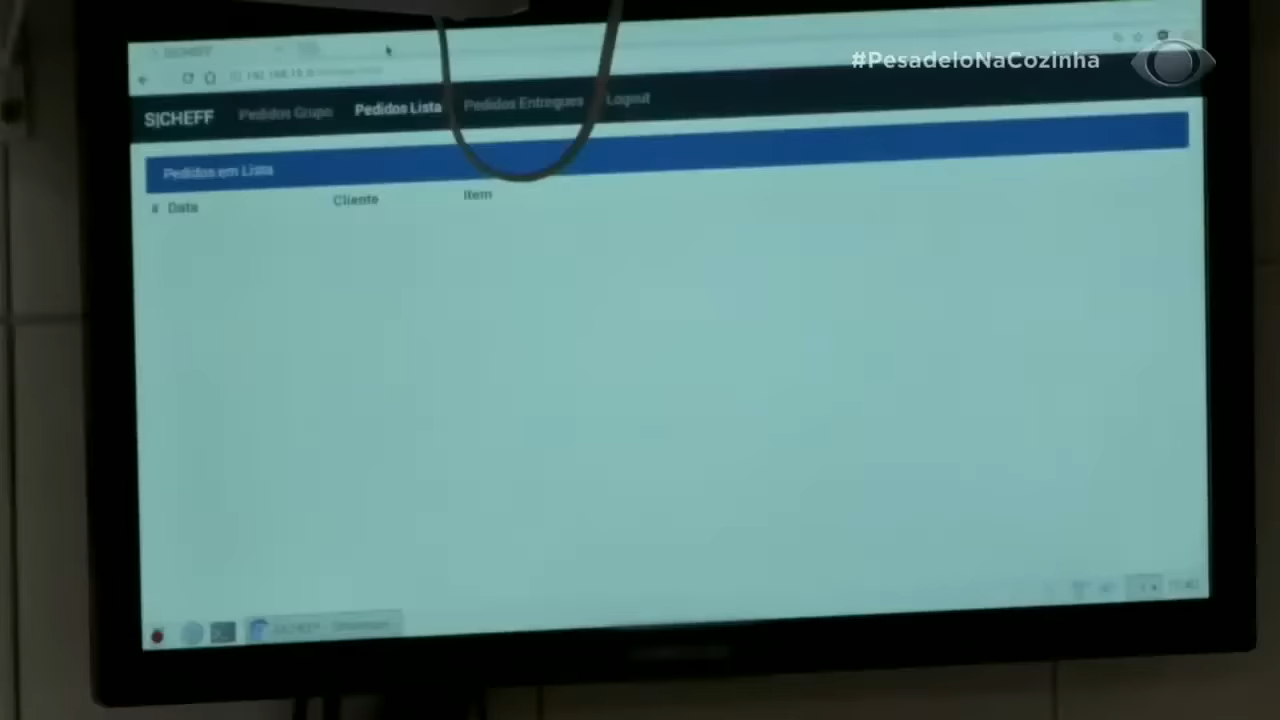 #PesadeloNaCozinha
S|CHEFF Pedidos Grupo Pedidos Lista Pedidos Entregues Logout
Pedidos em Lista
# Data Cliente Item